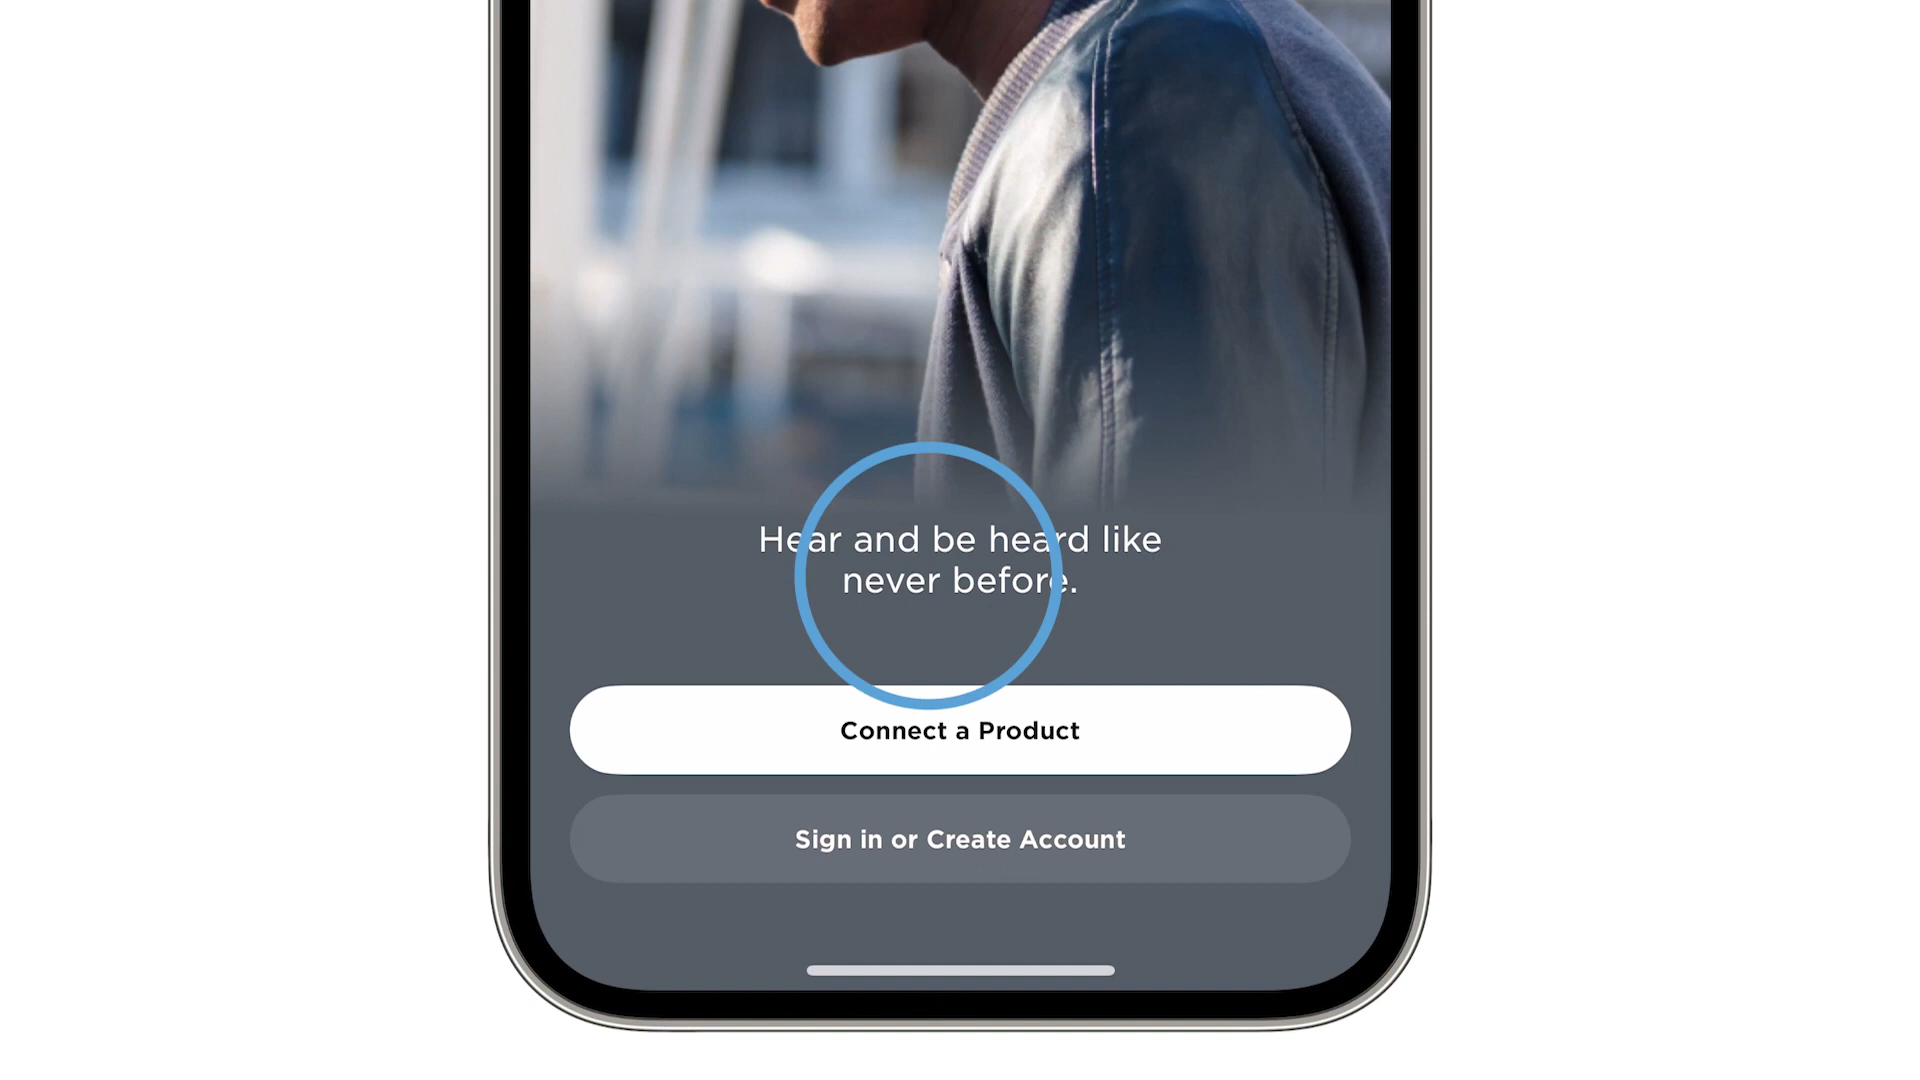 Hear and be heard like
never before.
Connect a Product
Sign in or Create Account